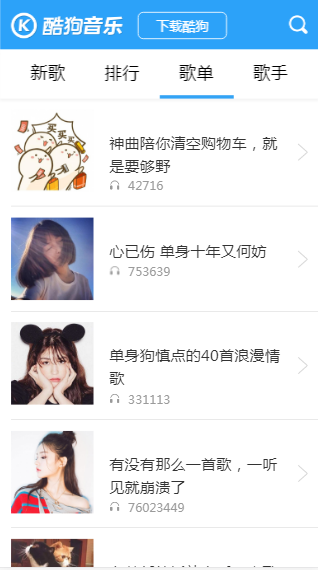 酷狗音乐
下载酷狗
新歌
排行
歌单
歌手
买 买 买
神曲陪你清空购物车，就
是要够野
42716
心已伤 单身十年又何妨
753639
单身狗慎点的40首浪漫情
歌
331113
有没有那么一首歌，一听
见就崩溃了
76023449